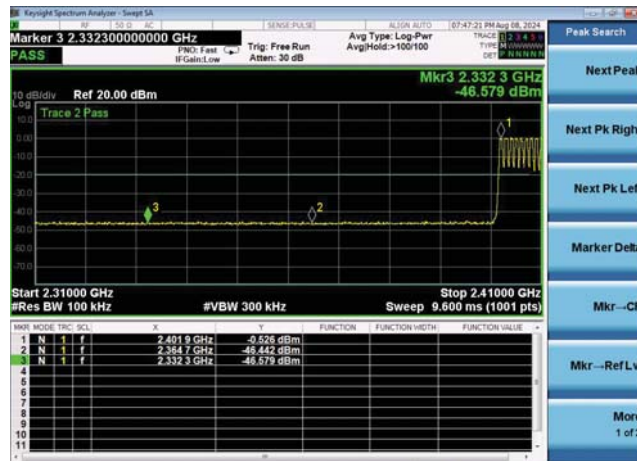 Keysight Spectrum Analyzer - Swept SA
RF 50 Ω AC SENSE:PULSE ALIGN AUTO 07:47:21 PM Aug 08, 2024
Marker 3 2.332300000000 GHz
Avg Type: Log-Pwr
TRACE 1 2 3 4 5 6
PNO: Fast Trig: Free Run Avg|Hold:>100/100 TYPE M
PASS IFGain:Low Atten: 30 dB DET P N N N N N
Mkr3 2.332 3 GHz
10 dB/div Ref 20.00 dBm -46.579 dBm
Log
Trace 2 Pass
10.0
0.00
-10.0
-20.0
-30.0
-40.0
-50.0
-60.0
-70.0
1
2
3
Start 2.31000 GHz Stop 2.41000 GHz
#Res BW 100 kHz #VBW 300 kHz Sweep 9.600 ms (1001 pts)
MKR MODE TRC SCL X Y FUNCTION FUNCTION WIDTH FUNCTION VALUE
1 N 1 f 2.401 9 GHz -0.526 dBm
2 N 1 f 2.364 7 GHz -46.442 dBm
3 N 1 f 2.332 3 GHz -46.579 dBm
4
5
6
7
8
9
10
11
Peak Search
Next Peak
Next Pk Righ
Next Pk Left
Marker Delta
Mkr→C
Mkr→Ref Lv
More
1 of 2